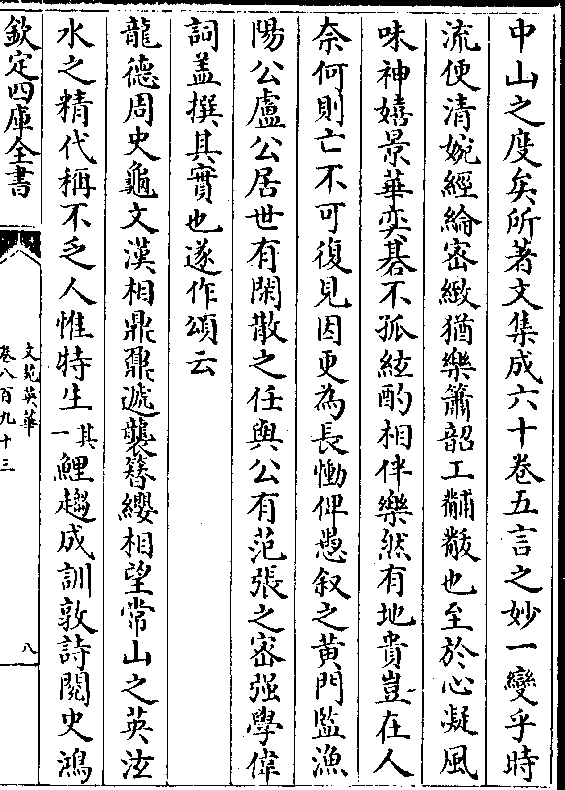 中山之度矣所著文集成六十卷五言之妙一變乎時
流使清婉經綸密緻猶樂簫韶工黼黻也至於心凝風
味神嬉景華奕碁不孤絃酌相伴樂然有地貴豈在人
奈何則亡不可復見因更為長慟俾愚叙之黃門監漁
陽公盧公居世有閑散之任與公有范張之密强學偉
詞盖撰其實也遂作頌云
龍德周史龜文漢相鼎鼐遞襲簪纓相望常山之英汝
水之精代稱不乏人惟特生其一鯉趨成訓敦詩閱史鴻
欽定四庫全書
文苑英華
卷八百九十三
八